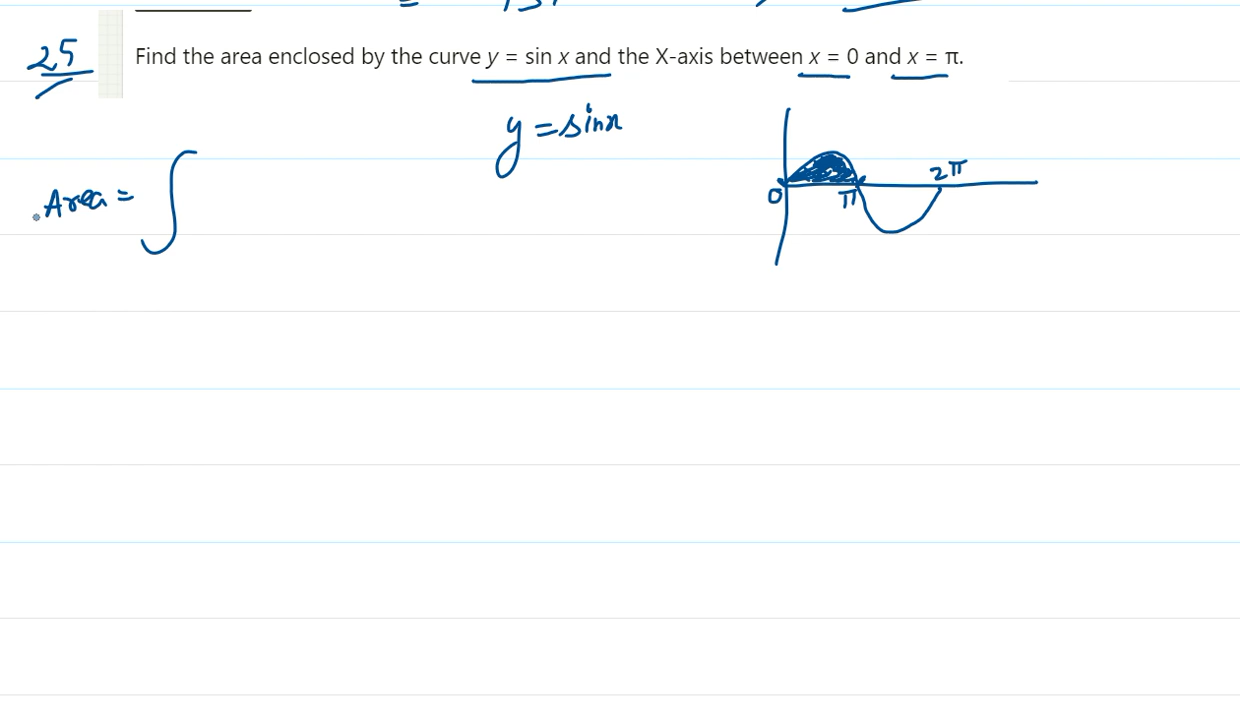 25
Find the area enclosed by the curve y = sin x and the X-axis between x = 0 and x = π.
y = sinx
Area = ∫
0 π 2π